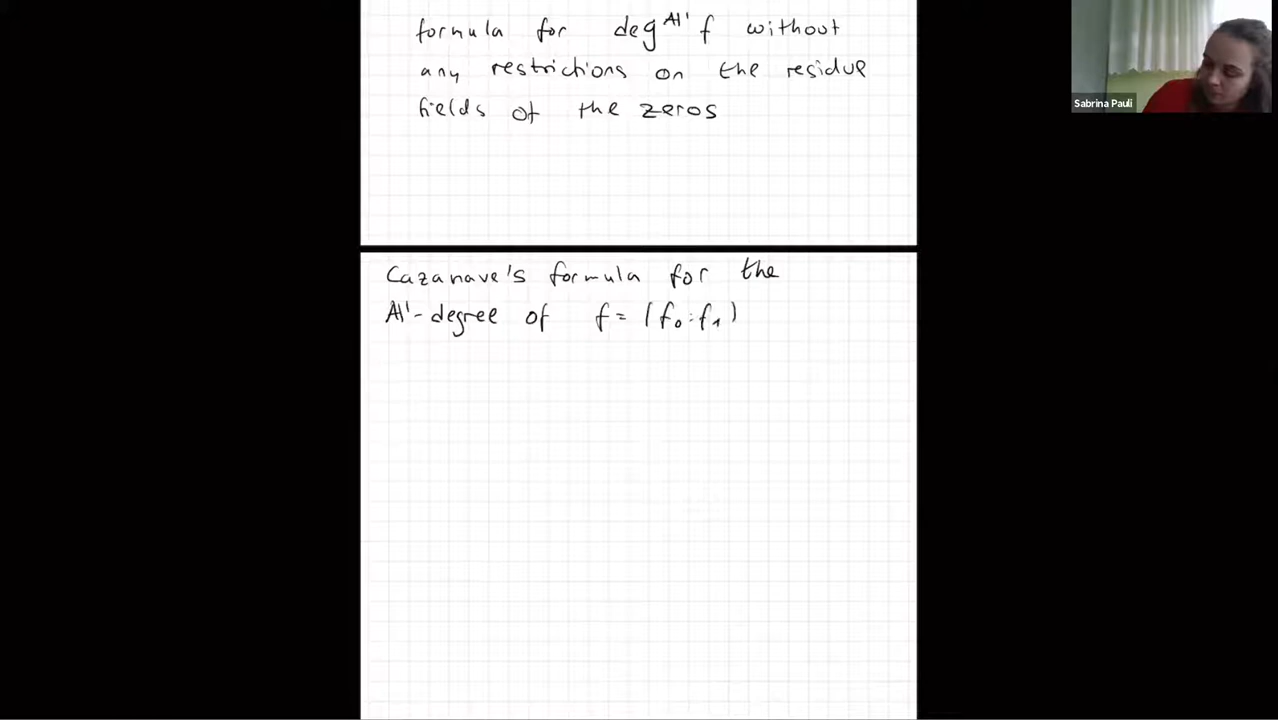 formula for deg^𝔸¹ f without
any restrictions on the residue
fields of the zeros
Cazanave's formula for the
𝔸¹-degree of f = (f₀:f₁)
Sabrina Pauli